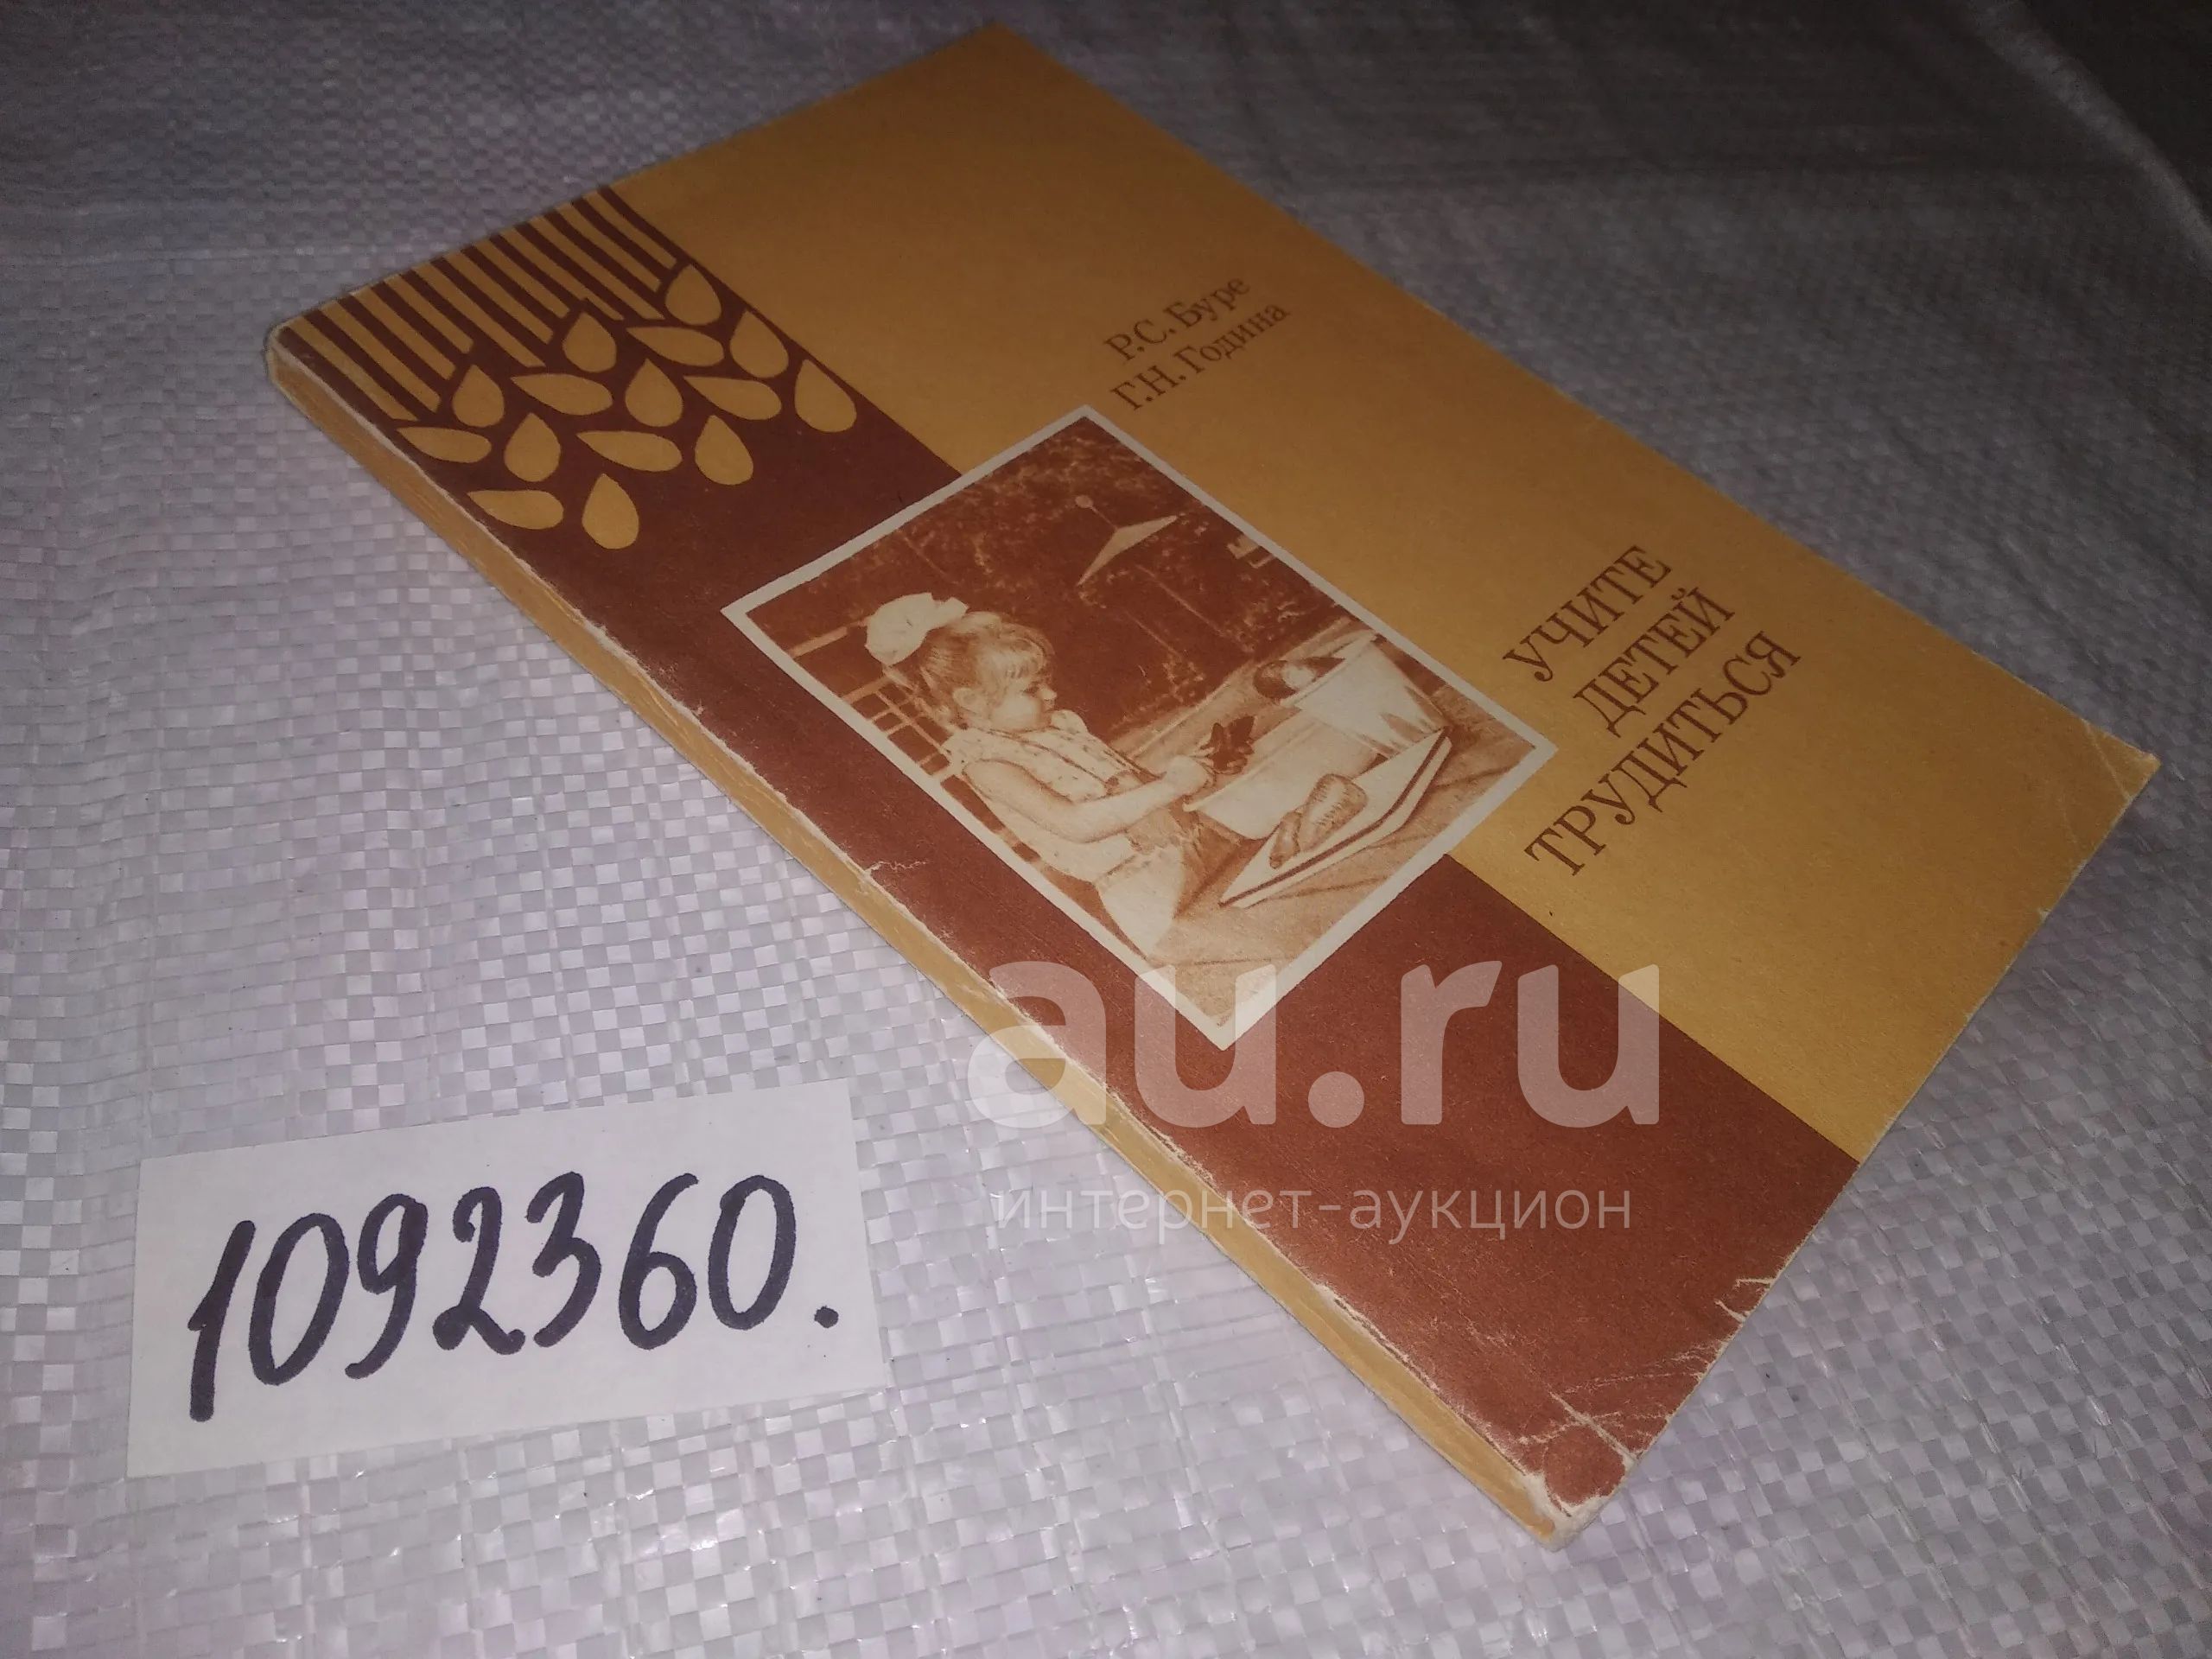 Р.С. Буре
Г.Н. Година
УЧИТЕ
ДЕТЕЙ
ТРУДИТЬСЯ
au.ru
интернет-аукцион
1092360.